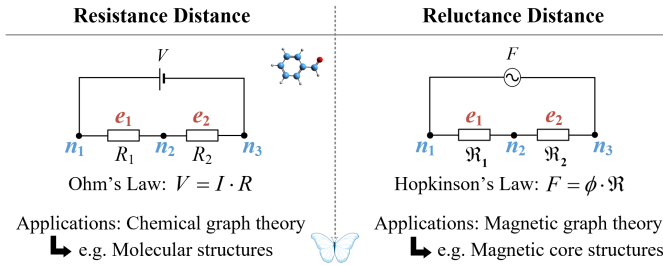 Resistance Distance
V
e₁ e₂
n₁ R₁ n₂ R₂ n₃
Ohm's Law: V = I · R
Applications: Chemical graph theory
e.g. Molecular structures
Reluctance Distance
F
e₁ e₂
n₁ ℜ₁ n₂ ℜ₂ n₃
Hopkinson's Law: F = ϕ · ℜ
Applications: Magnetic graph theory
e.g. Magnetic core structures